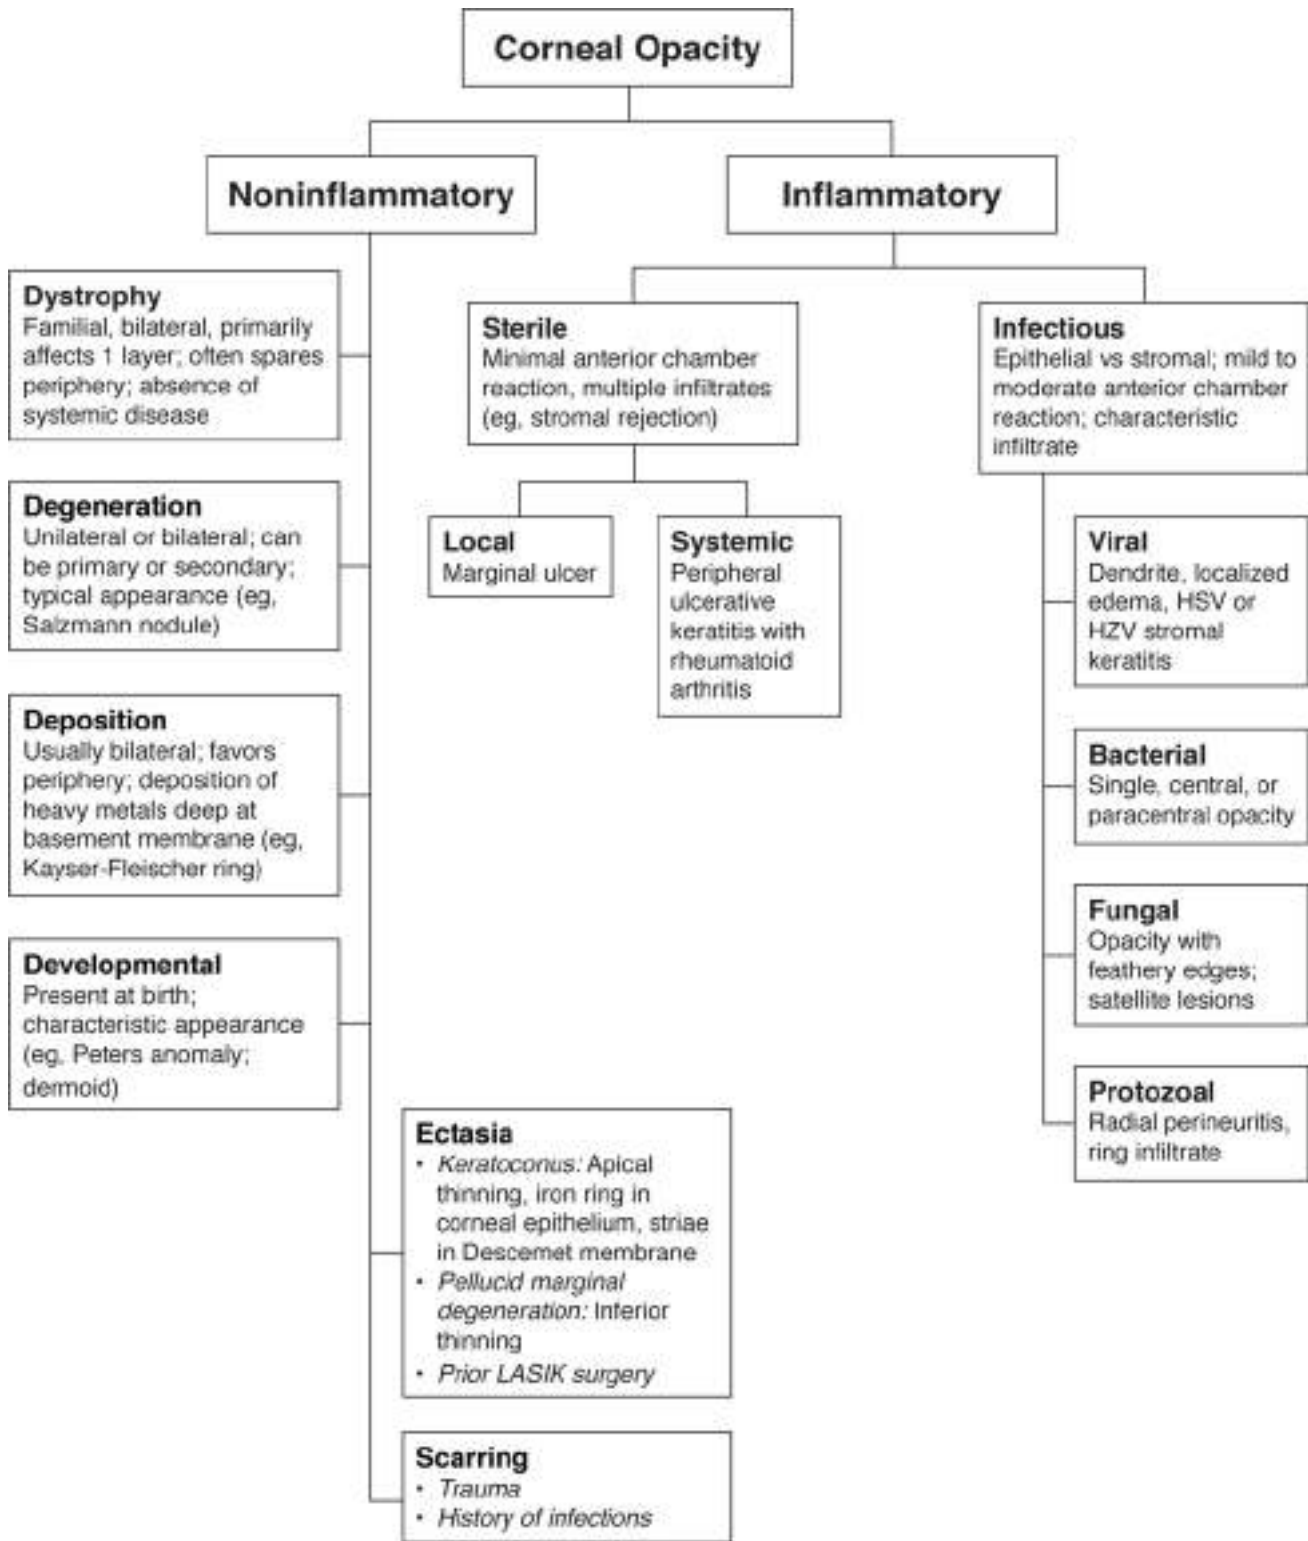 Corneal Opacity
Noninflammatory
Inflammatory
Dystrophy
Familial, bilateral, primarily
affects 1 layer; often spares
periphery; absence of
systemic disease
Degeneration
Unilateral or bilateral; can
be primary or secondary;
typical appearance (eg,
Salzmann nodule)
Deposition
Usually bilateral; favors
periphery; deposition of
heavy metals deep at
basement membrane (eg,
Kayser-Fleischer ring)
Developmental
Present at birth;
characteristic appearance
(eg, Peters anomaly;
dermoid)
Ectasia
• Keratoconus: Apical
thinning, iron ring in
corneal epithelium, striae
in Descemet membrane
• Pellucid marginal
degeneration: Inferior
thinning
• Prior LASIK surgery
Scarring
• Trauma
• History of infections
Sterile
Minimal anterior chamber
reaction, multiple infiltrates
(eg, stromal rejection)
Local
Marginal ulcer
Systemic
Peripheral
ulcerative
keratitis with
rheumatoid
arthritis
Infectious
Epithelial vs stromal; mild to
moderate anterior chamber
reaction; characteristic
infiltrate
Viral
Dendrite, localized
edema, HSV or
HZV stromal
keratitis
Bacterial
Single, central, or
paracentral opacity
Fungal
Opacity with
feathery edges;
satellite lesions
Protozoal
Radial perineuritis,
ring infiltrate